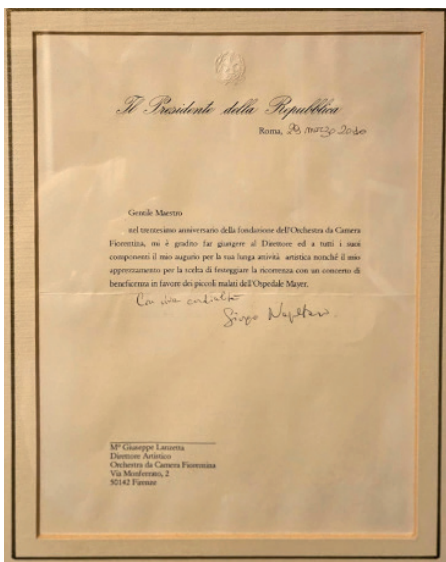 Il Presidente della Repubblica
Roma, 29 marzo 2010
Gentile Maestro
nel trentesimo anniversario della fondazione dell'Orchestra da Camera
Fiorentina, mi è gradito far giungere al Direttore ed a tutti i suoi
componenti il mio augurio per la sua lunga attività artistica nonché il mio
apprezzamento per la scelta di festeggiare la ricorrenza con un concerto di
beneficenza in favore dei piccoli malati dell'Ospedale Mayer.
Con viva cordialità
Giorgio Napolitano
M° Giuseppe Lanzetta
Direttore Artistico
Orchestra da Camera Fiorentina
Via Monferrato, 2
50142 Firenze